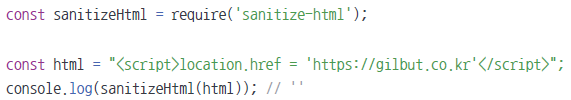 const sanitizeHtml = require('sanitize-html');
const html = "<script>location.href = 'https://gilbut.co.kr'</script>";
console.log(sanitizeHtml(html)); // ''